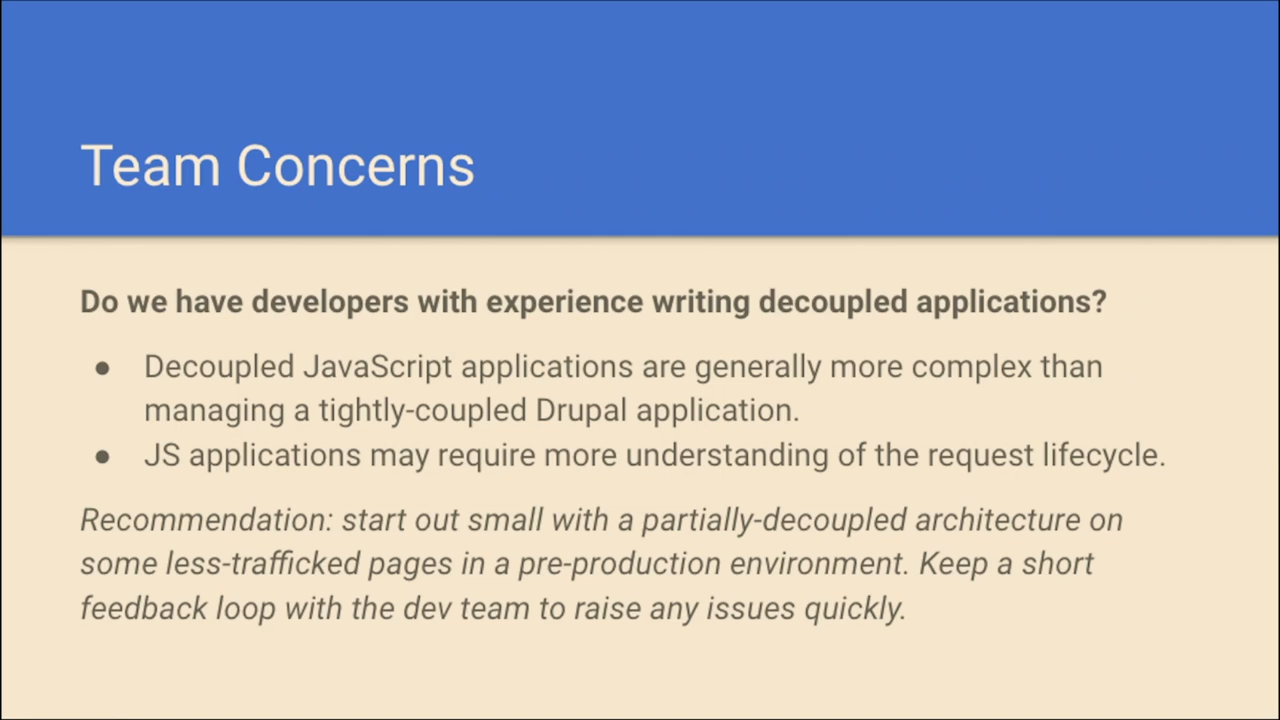 Team Concerns
Do we have developers with experience writing decoupled applications?
● Decoupled JavaScript applications are generally more complex than
managing a tightly-coupled Drupal application.
● JS applications may require more understanding of the request lifecycle.
Recommendation: start out small with a partially-decoupled architecture on
some less-trafficked pages in a pre-production environment. Keep a short
feedback loop with the dev team to raise any issues quickly.